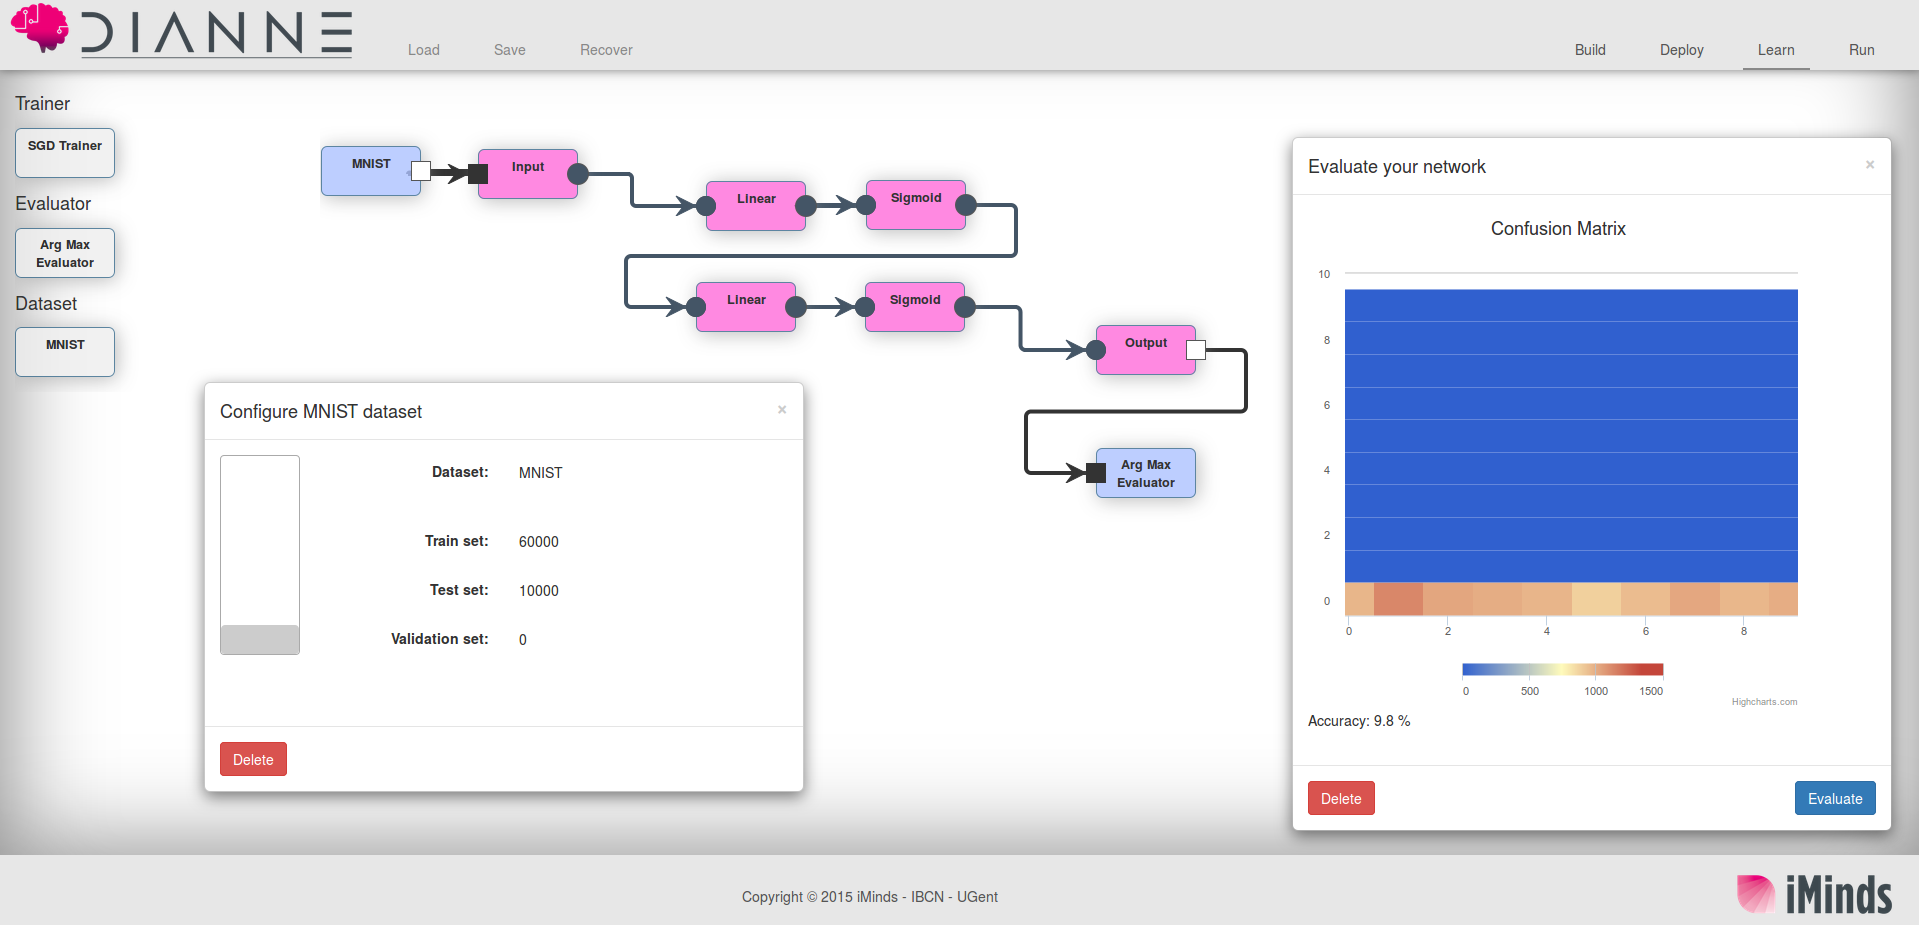 DIANNE
Load Save Recover
Build Deploy Learn Run
Trainer
SGD Trainer
Evaluator
Arg Max
Evaluator
Dataset
MNIST
MNIST
Input
Linear
Sigmoid
Linear
Sigmoid
Output
Arg Max
Evaluator
Configure MNIST dataset
×
Dataset: MNIST
Train set: 60000
Test set: 10000
Validation set: 0
Delete
Evaluate your network
×
Confusion Matrix
10
8
6
4
2
0
0 2 4 6 8
0 500 1000 1500
Highcharts.com
Accuracy: 9.8 %
Delete
Evaluate
Copyright © 2015 iMinds - IBCN - UGent
iMinds